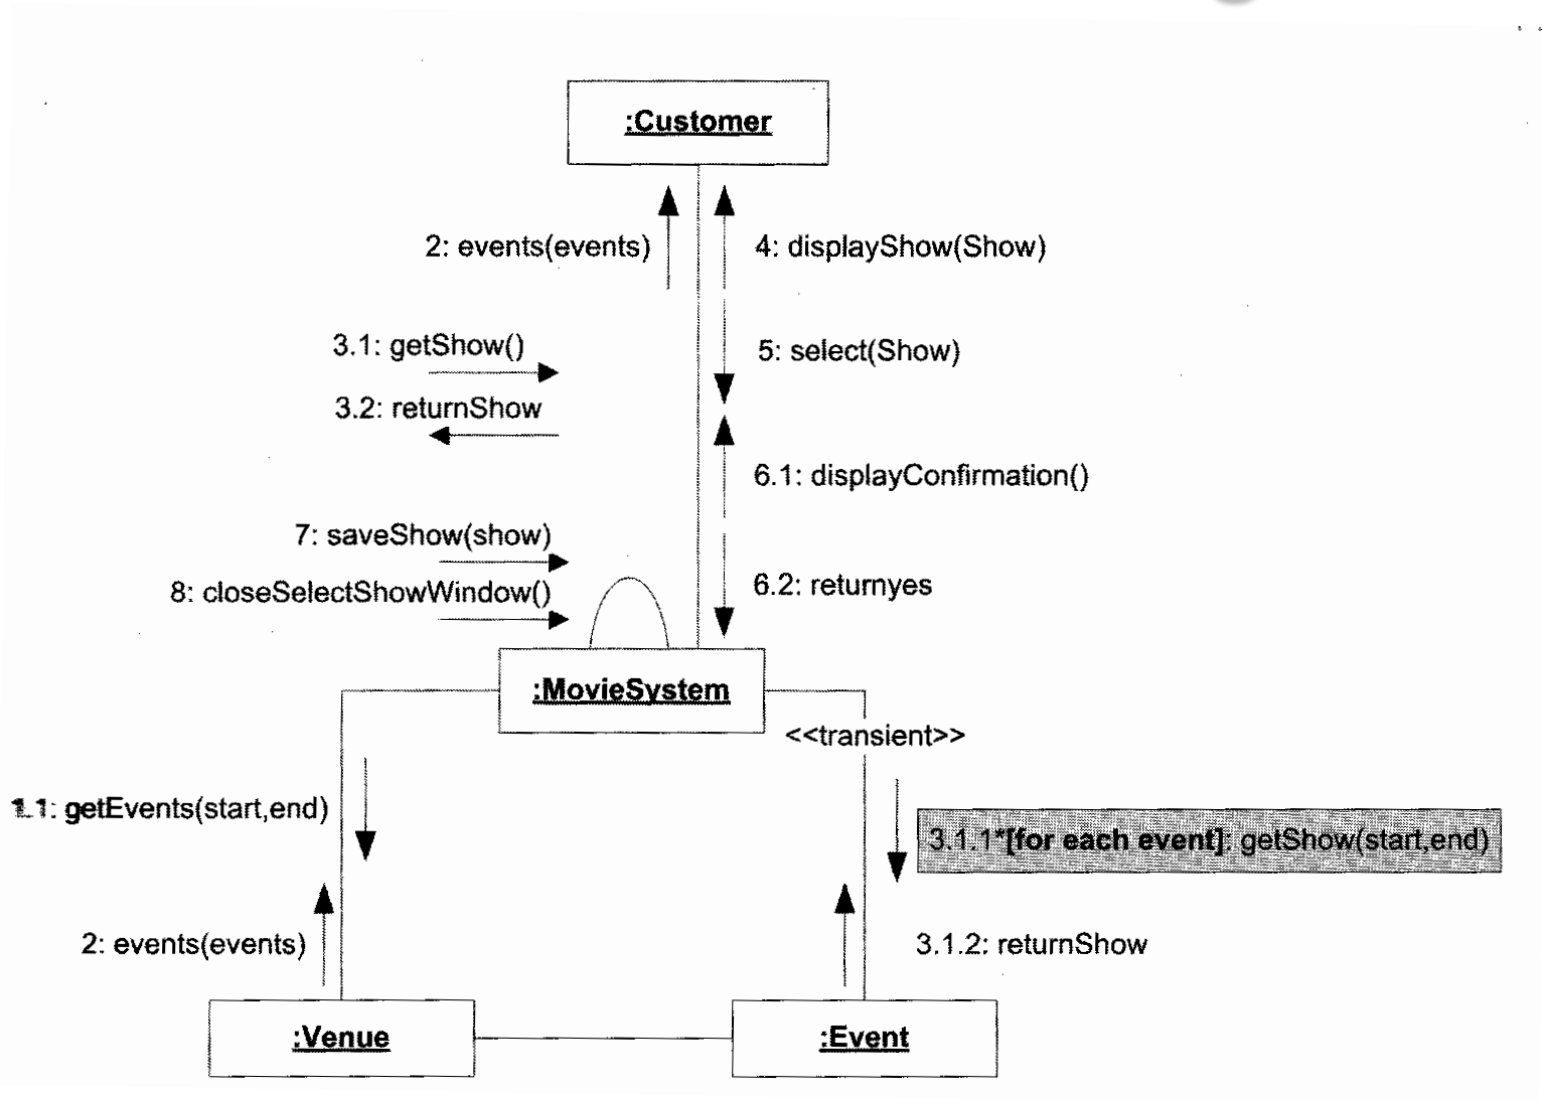 :Customer
2: events(events)
4: displayShow(Show)
3.1: getShow()
5: select(Show)
3.2: returnShow
6.1: displayConfirmation()
7: saveShow(show)
8: closeSelectShowWindow()
6.2: returnyes
:MovieSystem
<<transient>>
1.1: getEvents(start,end)
3.1.1*[for each event]: getShow(start,end)
2: events(events)
3.1.2: returnShow
:Venue
:Event